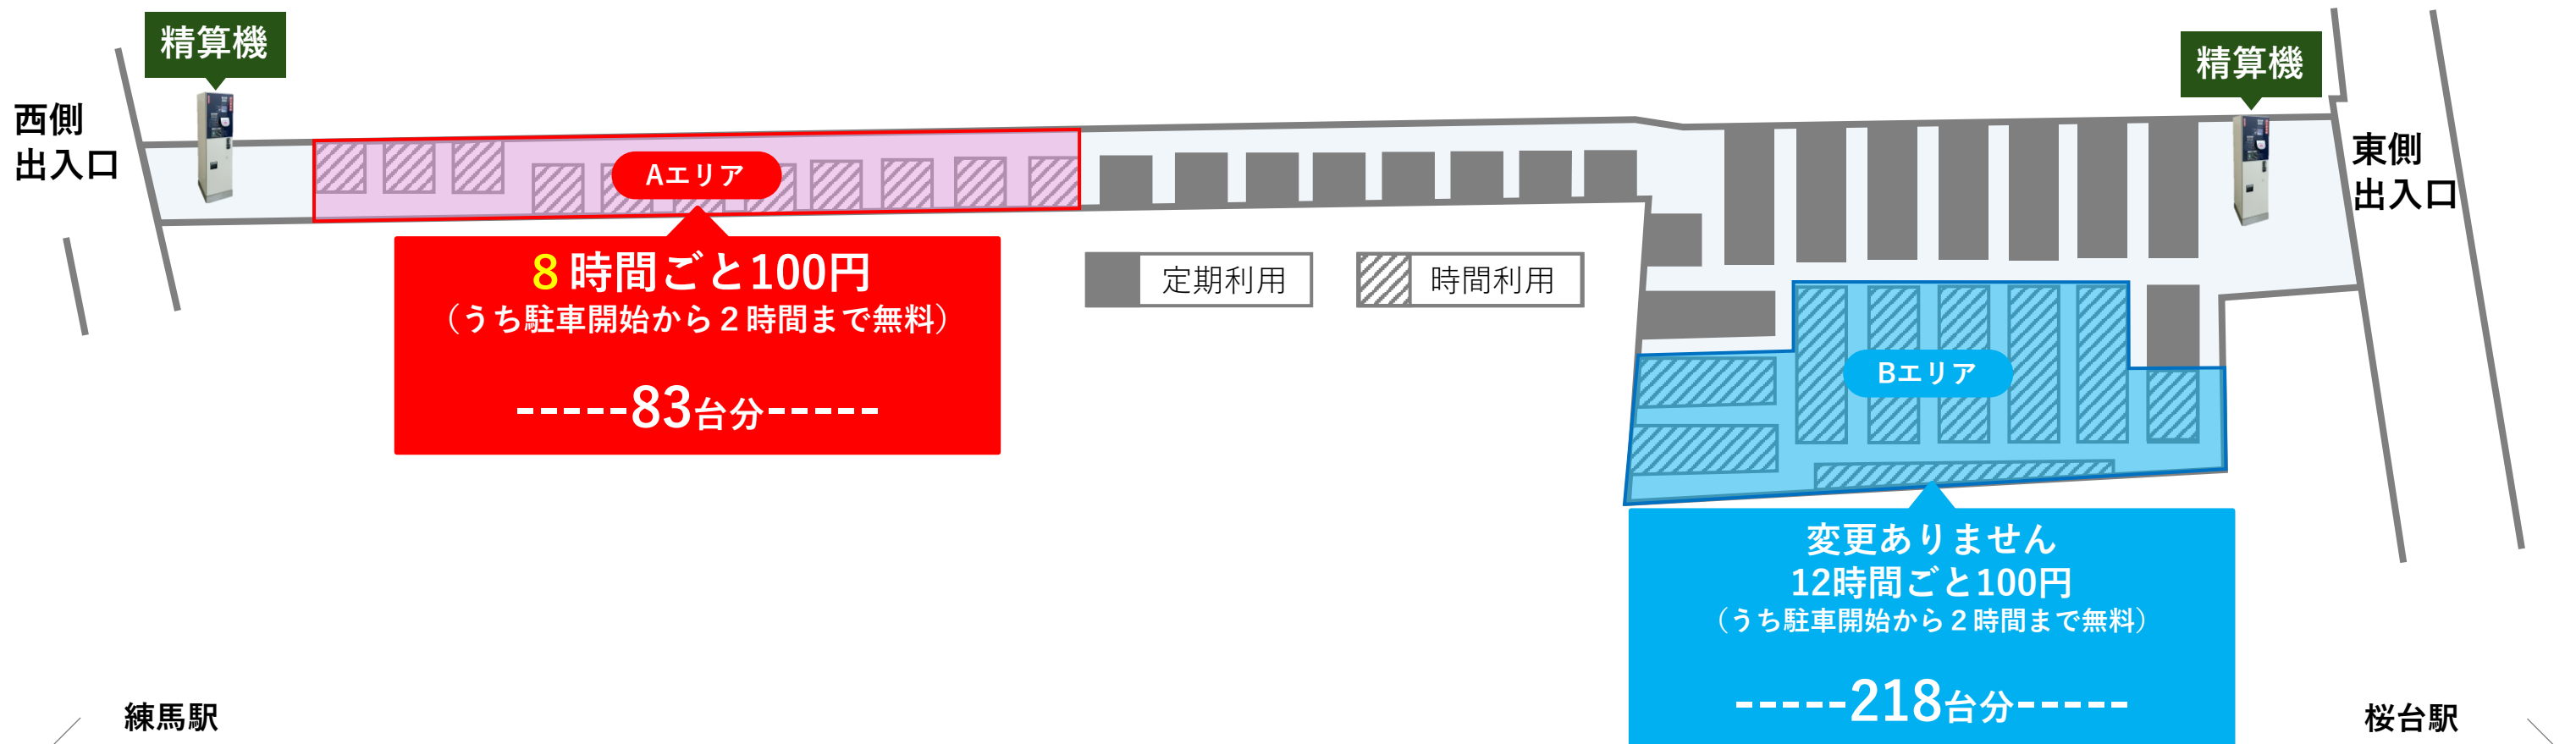 精算機
西側
出入口
Aエリア
8時間ごと100円
（うち駐車開始から２時間まで無料）
-----83台分-----
定期利用
時間利用
精算機
東側
出入口
Bエリア
変更ありません
12時間ごと100円
（うち駐車開始から２時間まで無料）
-----218台分-----
練馬駅
桜台駅